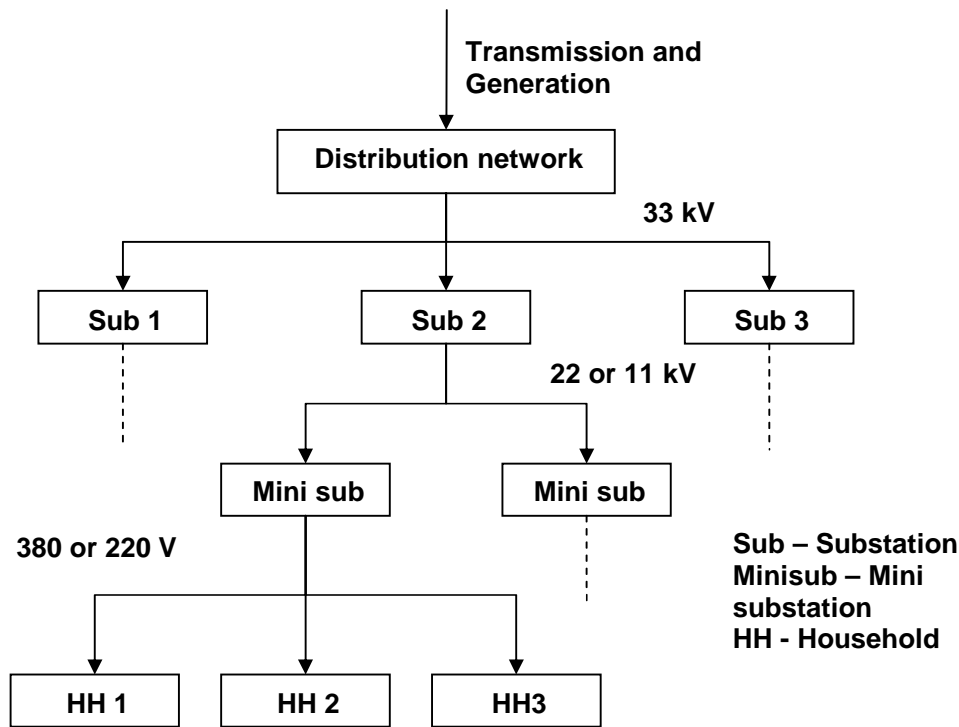 Transmission and
Generation
Distribution network
33 kV
Sub 1
Sub 2
Sub 3
22 or 11 kV
Mini sub
Mini sub
380 or 220 V
Sub – Substation
Minisub – Mini
substation
HH - Household
HH 1
HH 2
HH3